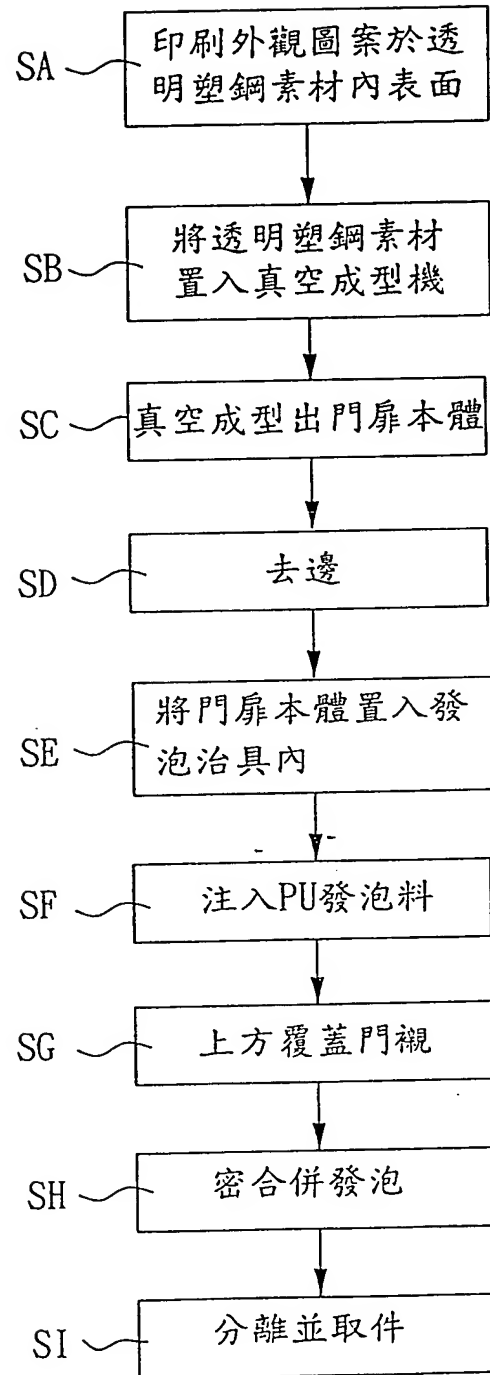 SA
印刷外觀圖案於透
明塑鋼素材內表面
SB
將透明塑鋼素材
置入真空成型機
SC
真空成型出門扉本體
SD
去邊
SE
將門扉本體置入發
泡治具內
SF
注入PU發泡料
SG
上方覆蓋門襯
SH
密合併發泡
SI
分離並取件